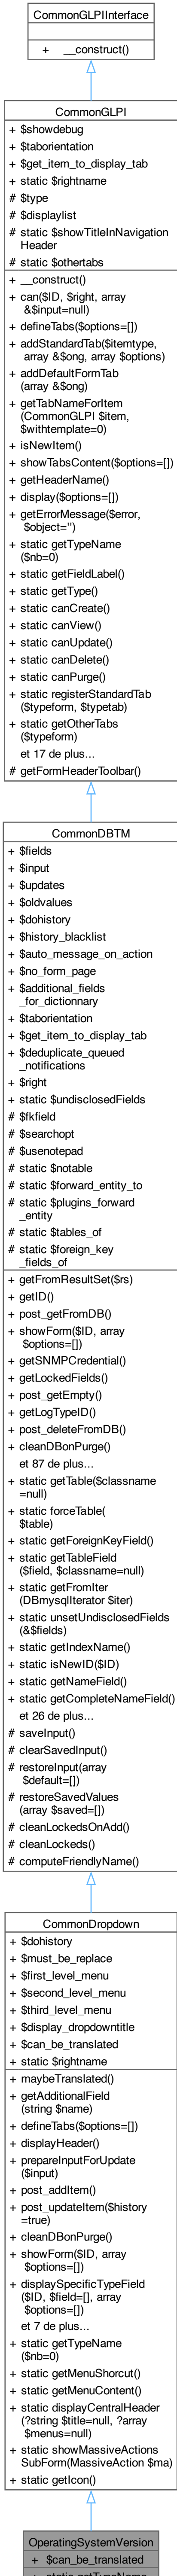 CommonGLPIInterface
+ __construct()
CommonGLPI
+ $showdebug
+ $taborientation
+ $get_item_to_display_tab
+ static $rightname
# $type
# $displaylist
# static $showTitleInNavigation
Header
# static $othertabs
+ __construct()
+ can($ID, $right, array
&$input=null)
+ defineTabs($options=[])
+ addStandardTab($itemtype,
array &$ong, array $options)
+ addDefaultFormTab
(array &$ong)
+ getTabNameForItem
(CommonGLPI $item,
$withtemplate=0)
+ isNewItem()
+ showTabsContent($options=[])
+ getHeaderName()
+ display($options=[])
+ getErrorMessage($error,
$object='')
+ static getTypeName
($nb=0)
+ static getFieldLabel()
+ static getType()
+ static canCreate()
+ static canView()
+ static canUpdate()
+ static canDelete()
+ static canPurge()
+ static registerStandardTab
($typeform, $typetab)
+ static getOtherTabs
($typeform)
et 17 de plus...
# getFormHeaderToolbar()
CommonDBTM
+ $fields
+ $input
+ $updates
+ $oldvalues
+ $dohistory
+ $history_blacklist
+ $auto_message_on_action
+ $no_form_page
+ $additional_fields
_for_dictionnary
+ $taborientation
+ $get_item_to_display_tab
+ $deduplicate_queued
_notifications
+ $right
+ static $undisclosedFields
# $fkfield
# $searchopt
# $usenotepad
# static $notable
# static $forward_entity_to
# static $plugins_forward
_entity
# static $tables_of
# static $foreign_key
_fields_of
+ getFromResultSet($rs)
+ getID()
+ post_getFromDB()
+ showForm($ID, array
$options=[])
+ getSNMPCredential()
+ getLockedFields()
+ post_getEmpty()
+ getLogTypeID()
+ post_deleteFromDB()
+ cleanDBonPurge()
et 87 de plus...
+ static getTable($classname
=null)
+ static forceTable(
$table)
+ static getForeignKeyField()
+ static getTableField
($field, $classname=null)
+ static getFromIter
(DBmysqlIterator $iter)
+ static unsetUndisclosedFields
(&$fields)
+ static getIndexName()
+ static isNewID($ID)
+ static getNameField()
+ static getCompleteNameField()
et 26 de plus...
# saveInput()
# clearSavedInput()
# restoreInput(array
$default=[])
# restoreSavedValues
(array $saved=[])
# cleanLockedsOnAdd()
# cleanLockeds()
# computeFriendlyName()
CommonDropdown
+ $dohistory
+ $must_be_replace
+ $first_level_menu
+ $second_level_menu
+ $third_level_menu
+ $display_dropdowntitle
+ $can_be_translated
+ static $rightname
+ maybeTranslated()
+ getAdditionalField
(string $name)
+ defineTabs($options=[])
+ displayHeader()
+ prepareInputForUpdate
($input)
+ post_addItem()
+ post_updateItem($history
=true)
+ cleanDBonPurge()
+ showForm($ID, array
$options=[])
+ displaySpecificTypeField
($ID, $field=[], array
$options=[])
et 7 de plus...
+ static getTypeName
($nb=0)
+ static getMenuShorcut()
+ static getMenuContent()
+ static displayCentralHeader
(?string $title=null, ?array
$menus=null)
+ static showMassiveActions
SubForm(MassiveAction $ma)
+ static getIcon()
OperatingSystemVersion
+ $can_be_translated